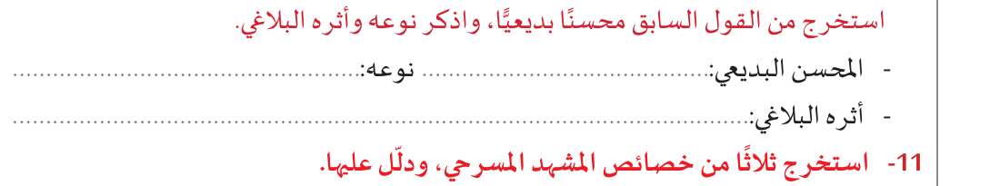 استخرج من القول السابق محسنًا بديعيًّا، واذكر نوعه وأثره البلاغي.
- المحسن البديعي:........................................... نوعه:....................................................
- أثره البلاغي:..............................................................................................................
11- استخرج ثلاثًا من خصائص المشهد المسرحي، ودلّل عليها.